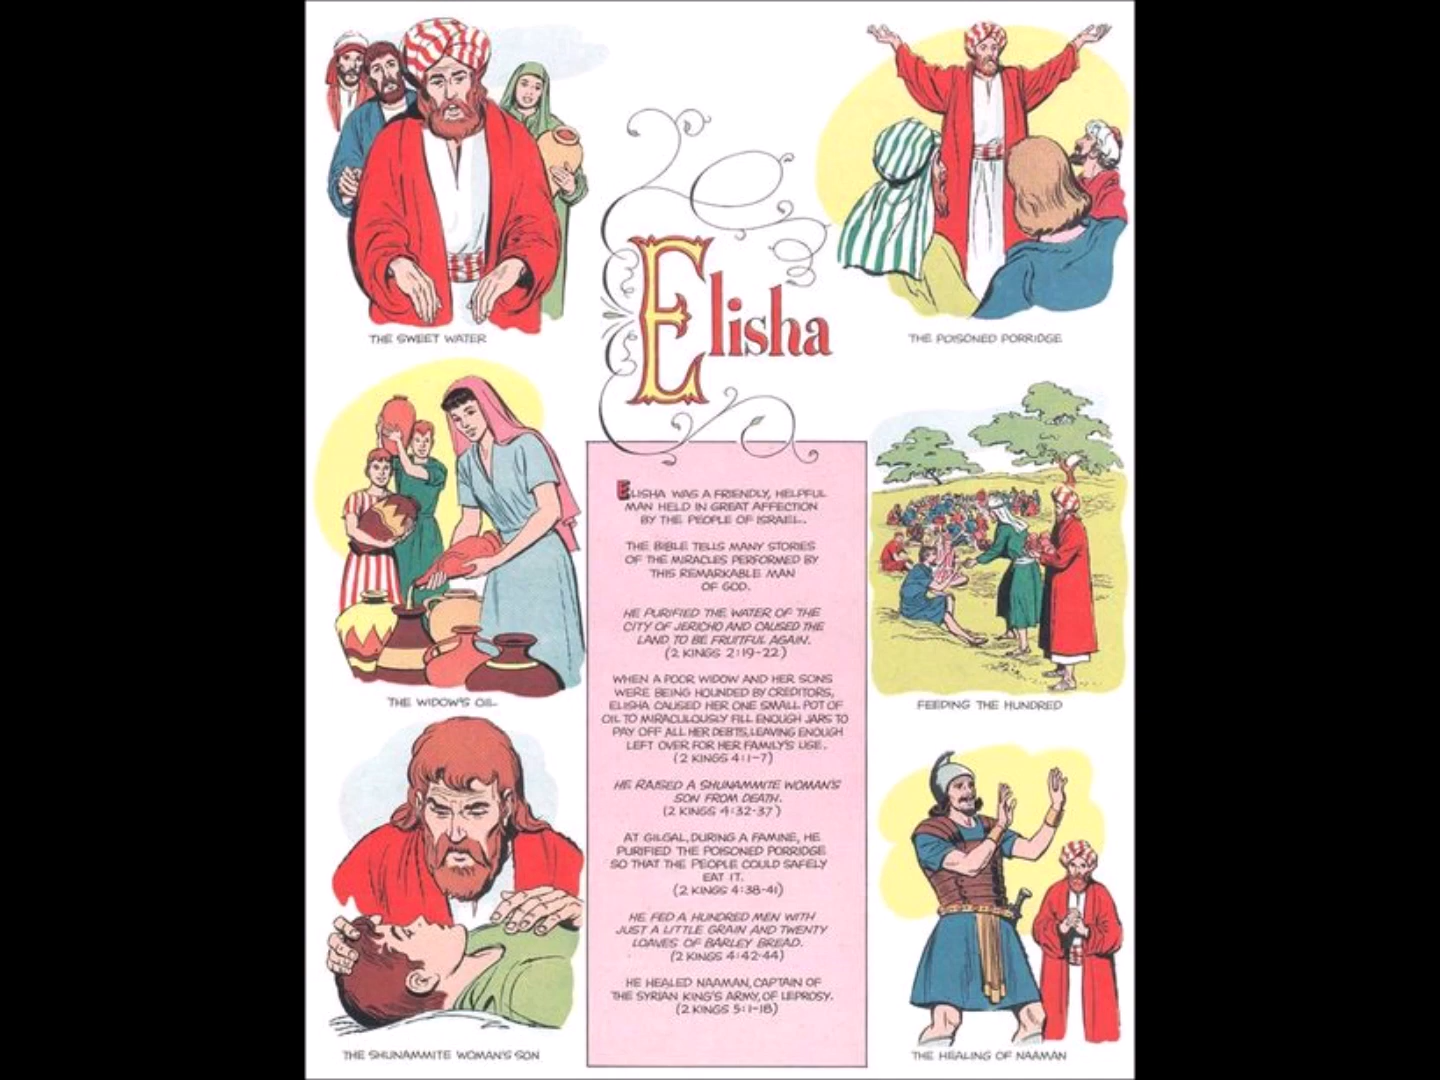 Elisha
THE SWEET WATER
THE POISONED PORRIDGE
THE WIDOW'S OIL
FEEDING THE HUNDRED
THE SHUNAMMITE WOMAN'S SON
THE HEALING OF NAAMAN
ELISHA WAS A FRIENDLY, HELPFUL
MAN HELD IN GREAT AFFECTION
BY THE PEOPLE OF ISRAEL.
THE BIBLE TELLS MANY STORIES
OF THE MIRACLES PERFORMED BY
THIS REMARKABLE MAN
OF GOD.
HE PURIFIED THE WATER OF THE
CITY OF JERICHO AND CAUSED THE
LAND TO BE FRUITFUL AGAIN.
(2 KINGS 2:19-22)
WHEN A POOR WIDOW AND HER SONS
WERE BEING HOUNDED BY CREDITORS,
ELISHA CAUSED HER ONE SMALL POT OF
OIL TO MIRACULOUSLY FILL ENOUGH JARS TO
PAY OFF ALL HER DEBTS, LEAVING ENOUGH
LEFT OVER FOR HER FAMILY'S USE.
(2 KINGS 4:1-7)
HE RAISED A SHUNAMMITE WOMAN'S
SON FROM DEATH.
(2 KINGS 4:32-37)
AT GILGAL, DURING A FAMINE, HE
PURIFIED THE POISONED PORRIDGE
SO THAT THE PEOPLE COULD SAFELY
EAT IT.
(2 KINGS 4:38-41)
HE FED A HUNDRED MEN WITH
JUST A LITTLE GRAIN AND TWENTY
LOAVES OF BARLEY BREAD.
(2 KINGS 4:42-44)
HE HEALED NAAMAN, CAPTAIN OF
THE SYRIAN KING'S ARMY, OF LEPROSY.
(2 KINGS 5:1-18)